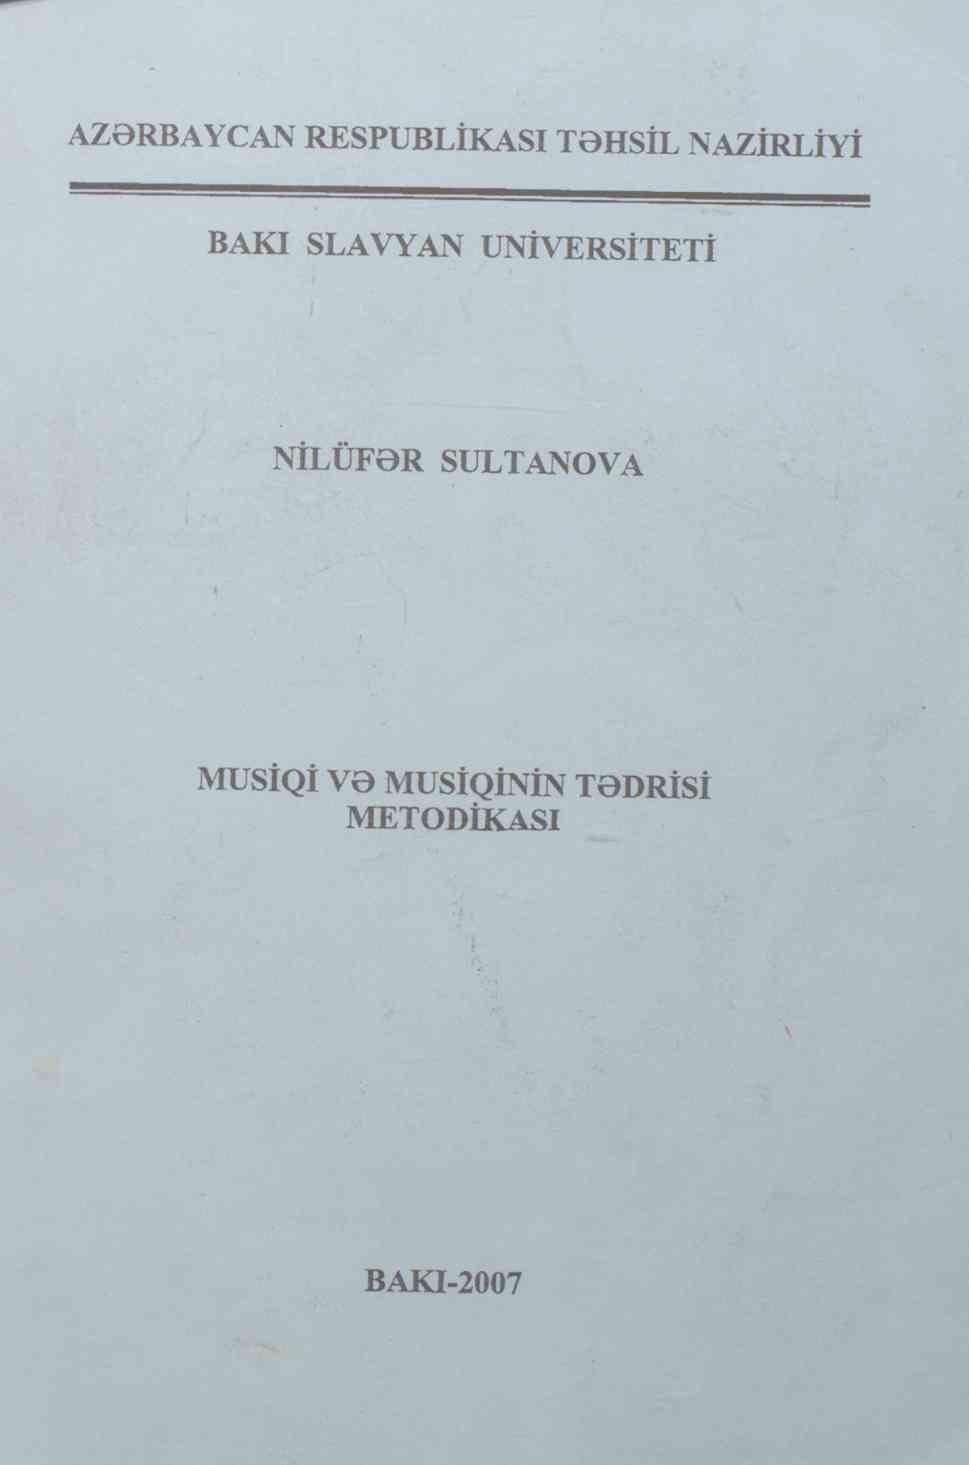 AZƏRBAYCAN RESPUBLİKASI TƏHSİL NAZİRLİYİ
BAKI SLAVYAN UNİVERSİTETİ
NİLÜFƏR SULTANOVA
MUSİQİ VƏ MUSİQİNİN TƏDRİSİ
METODİKASI
BAKI-2007